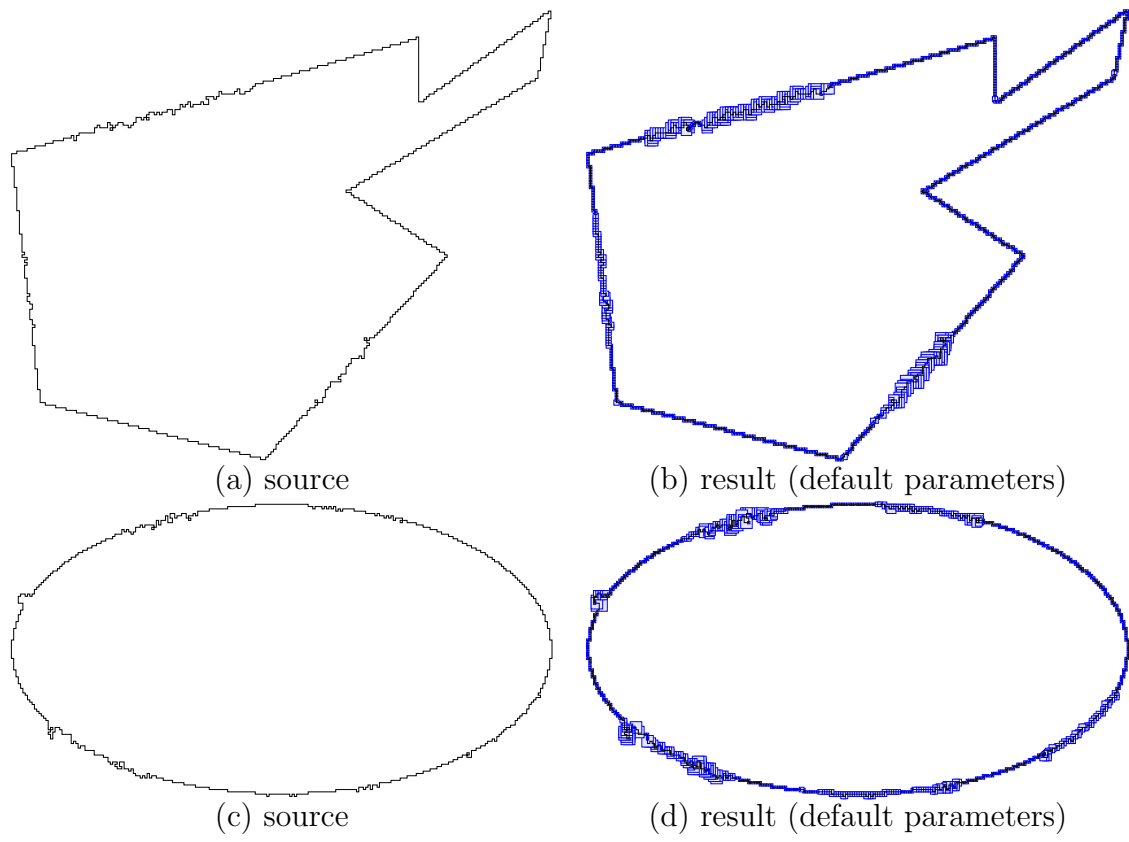 (a) source
(b) result (default parameters)
(c) source
(d) result (default parameters)